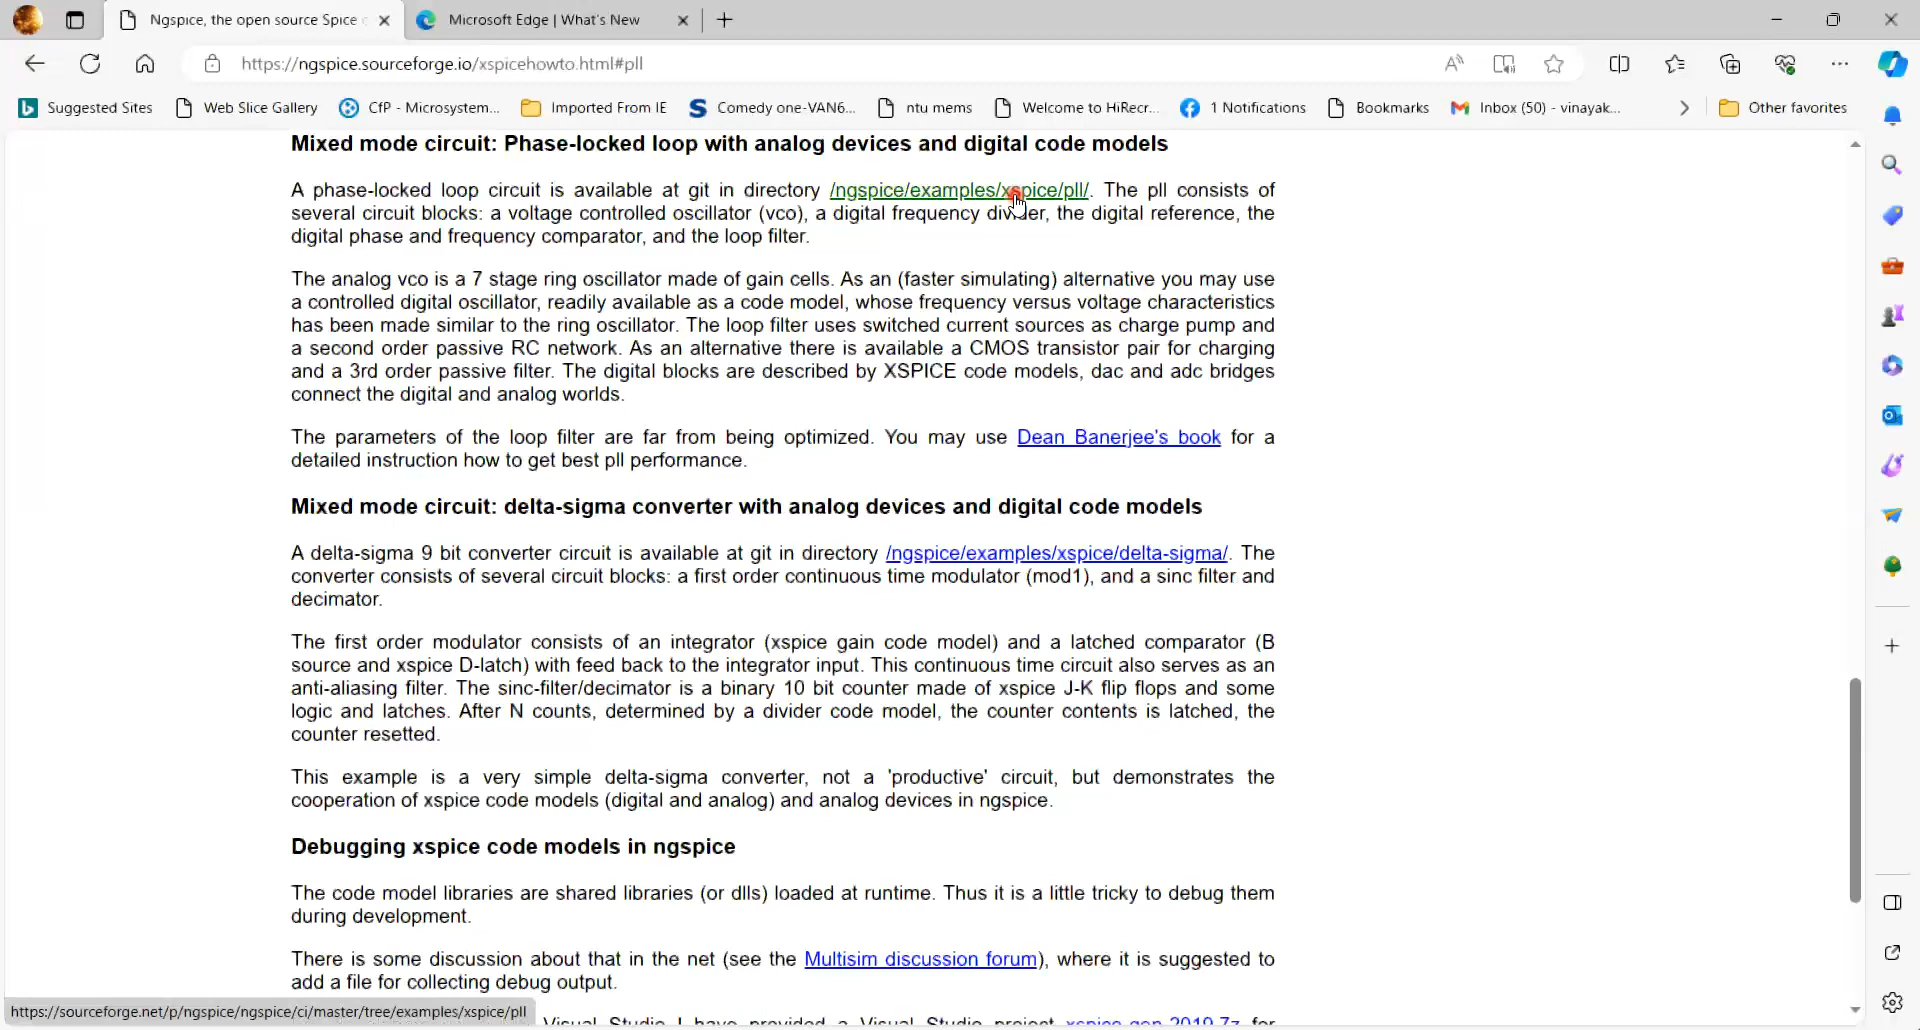 Ngspice, the open source Spice c
Microsoft Edge | What's New
https://ngspice.sourceforge.io/xspicehowto.html#pll
Suggested Sites
Web Slice Gallery
CfP - Microsystem...
Imported From IE
Comedy one-VAN6...
ntu mems
Welcome to HiRecr...
1 Notifications
Bookmarks
Inbox (50) - vinayak...
Other favorites
Mixed mode circuit: Phase-locked loop with analog devices and digital code models
A phase-locked loop circuit is available at git in directory /ngspice/examples/xspice/pll/. The pll consists of
several circuit blocks: a voltage controlled oscillator (vco), a digital frequency divider, the digital reference, the
digital phase and frequency comparator, and the loop filter.
The analog vco is a 7 stage ring oscillator made of gain cells. As an (faster simulating) alternative you may use
a controlled digital oscillator, readily available as a code model, whose frequency versus voltage characteristics
has been made similar to the ring oscillator. The loop filter uses switched current sources as charge pump and
a second order passive RC network. As an alternative there is available a CMOS transistor pair for charging
and a 3rd order passive filter. The digital blocks are described by XSPICE code models, dac and adc bridges
connect the digital and analog worlds.
The parameters of the loop filter are far from being optimized. You may use Dean Banerjee's book for a
detailed instruction how to get best pll performance.
Mixed mode circuit: delta-sigma converter with analog devices and digital code models
A delta-sigma 9 bit converter circuit is available at git in directory /ngspice/examples/xspice/delta-sigma/. The
converter consists of several circuit blocks: a first order continuous time modulator (mod1), and a sinc filter and
decimator.
The first order modulator consists of an integrator (xspice gain code model) and a latched comparator (B
source and xspice D-latch) with feed back to the integrator input. This continuous time circuit also serves as an
anti-aliasing filter. The sinc-filter/decimator is a binary 10 bit counter made of xspice J-K flip flops and some
logic and latches. After N counts, determined by a divider code model, the counter contents is latched, the
counter resetted.
This example is a very simple delta-sigma converter, not a 'productive' circuit, but demonstrates the
cooperation of xspice code models (digital and analog) and analog devices in ngspice.
Debugging xspice code models in ngspice
The code model libraries are shared libraries (or dlls) loaded at runtime. Thus it is a little tricky to debug them
during development.
There is some discussion about that in the net (see the Multisim discussion forum), where it is suggested to
add a file for collecting debug output.
https://sourceforge.net/p/ngspice/ngspice/ci/master/tree/examples/xspice/pll
Visual Studio I have provided a Visual Studio project xspice-gen-2019.7z for